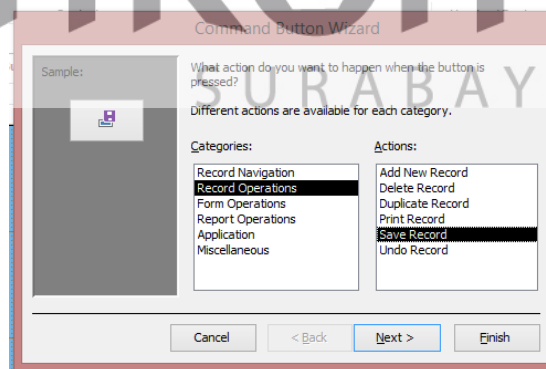 Command Button Wizard
Sample:
What action do you want to happen when the button is
pressed?
SURABAY
Different actions are available for each category.
Categories:
Record Navigation
Record Operations
Form Operations
Report Operations
Application
Miscellaneous
Actions:
Add New Record
Delete Record
Duplicate Record
Print Record
Save Record
Undo Record
Cancel
< Back
Next >
Finish